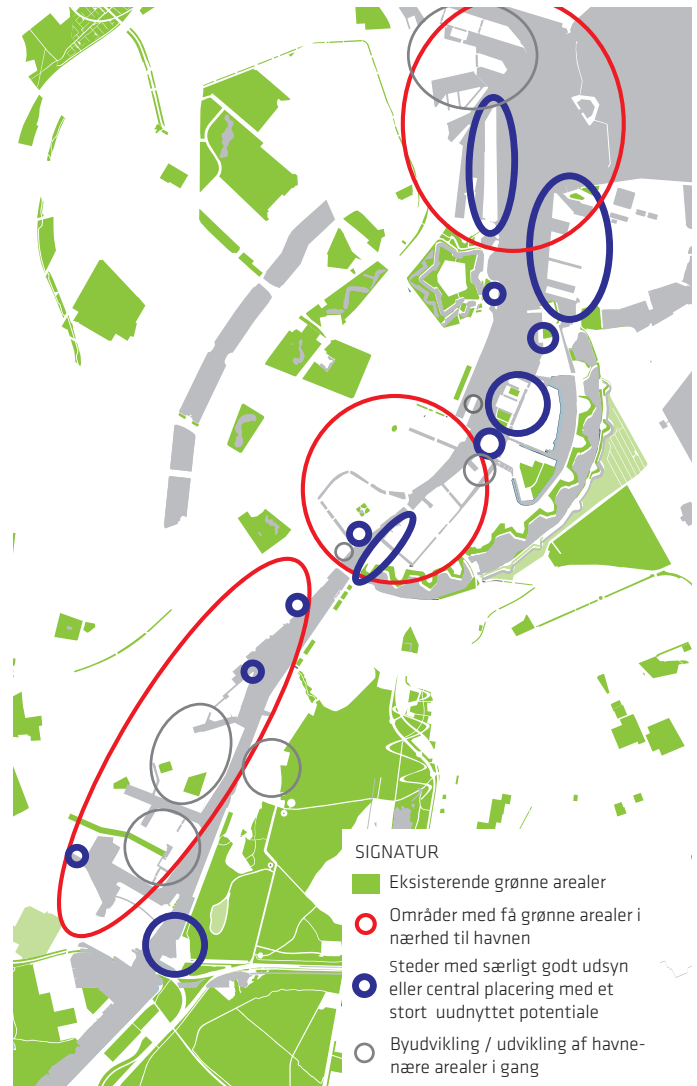 SIGNATUR
Eksisterende grønne arealer
Områder med få grønne arealer i
nærhed til havnen
Steder med særligt godt udsyn
eller central placering med et
stort uudnyttet potentiale
Byudvikling / udvikling af havne-
nære arealer i gang